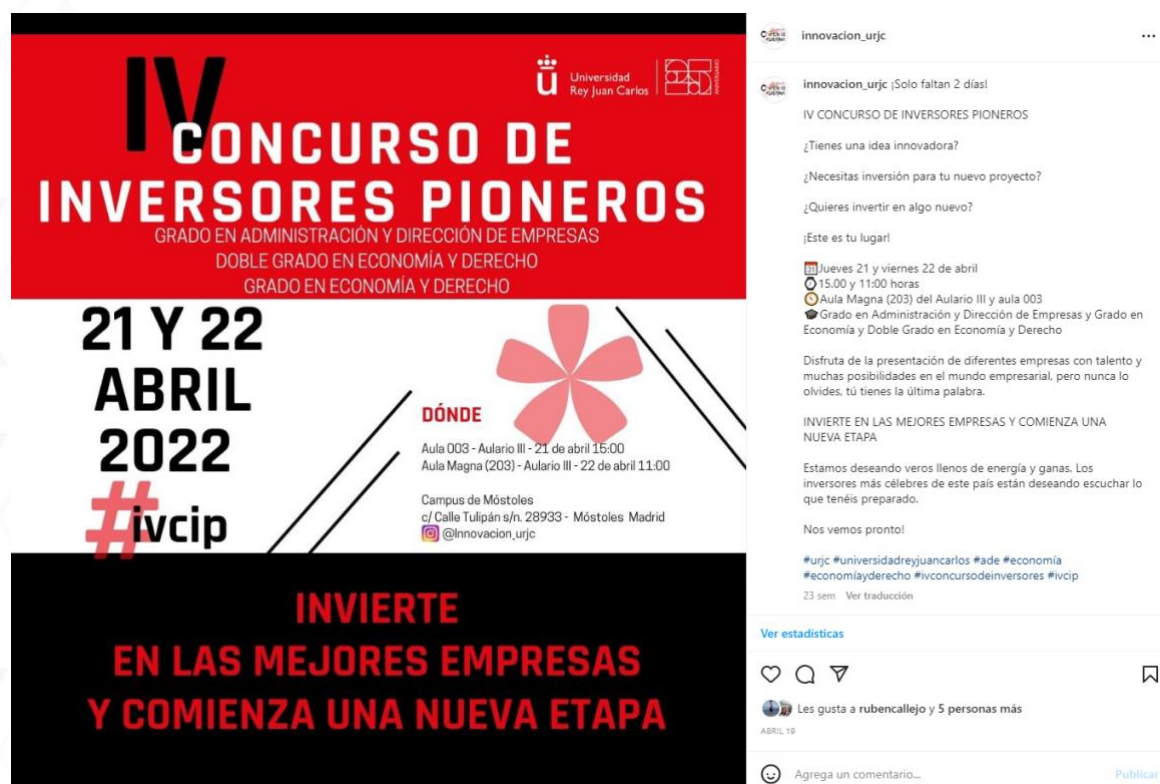 IV
CONCURSO DE
INVERSORES PIONEROS
GRADO EN ADMINISTRACIÓN Y DIRECCIÓN DE EMPRESAS
DOBLE GRADO EN ECONOMÍA Y DERECHO
GRADO EN ECONOMÍA Y DERECHO
Universidad
Rey Juan Carlos
ANIVERSARIO
21 Y 22
ABRIL
2022
#ivcip
DÓNDE
Aula 003 - Aulario III - 21 de abril 15:00
Aula Magna (203) - Aulario III - 22 de abril 11:00
Campus de Móstoles
c/ Calle Tulipán s/n. 28933 - Móstoles Madrid
@Innovacion_urjc
INVIERTE
EN LAS MEJORES EMPRESAS
Y COMIENZA UNA NUEVA ETAPA
innovacion_urjc
innovacion_urjc ¡Solo faltan 2 días!
IV CONCURSO DE INVERSORES PIONEROS
¿Tienes una idea innovadora?
¿Necesitas inversión para tu nuevo proyecto?
¿Quieres invertir en algo nuevo?
¡Este es tu lugar!
Jueves 21 y viernes 22 de abril
15.00 y 11:00 horas
Aula Magna (203) del Aulario III y aula 003
Grado en Administración y Dirección de Empresas y Grado en
Economía y Doble Grado en Economía y Derecho
Disfruta de la presentación de diferentes empresas con talento y
muchas posibilidades en el mundo empresarial, pero nunca lo
olvides, tú tienes la última palabra.
INVIERTE EN LAS MEJORES EMPRESAS Y COMIENZA UNA
NUEVA ETAPA
Estamos deseando veros llenos de energía y ganas. Los
inversores más célebres de este país están deseando escuchar lo
que tenéis preparado.
Nos vemos pronto!
#urjc #universidadreyjuancarlos #ade #economía
#economíayderecho #ivconcursodeinversores #ivcip
23 sem Ver traducción
Ver estadísticas
Les gusta a rubencallejo y 5 personas más
ABRIL 19
Agrega un comentario...
Publicar